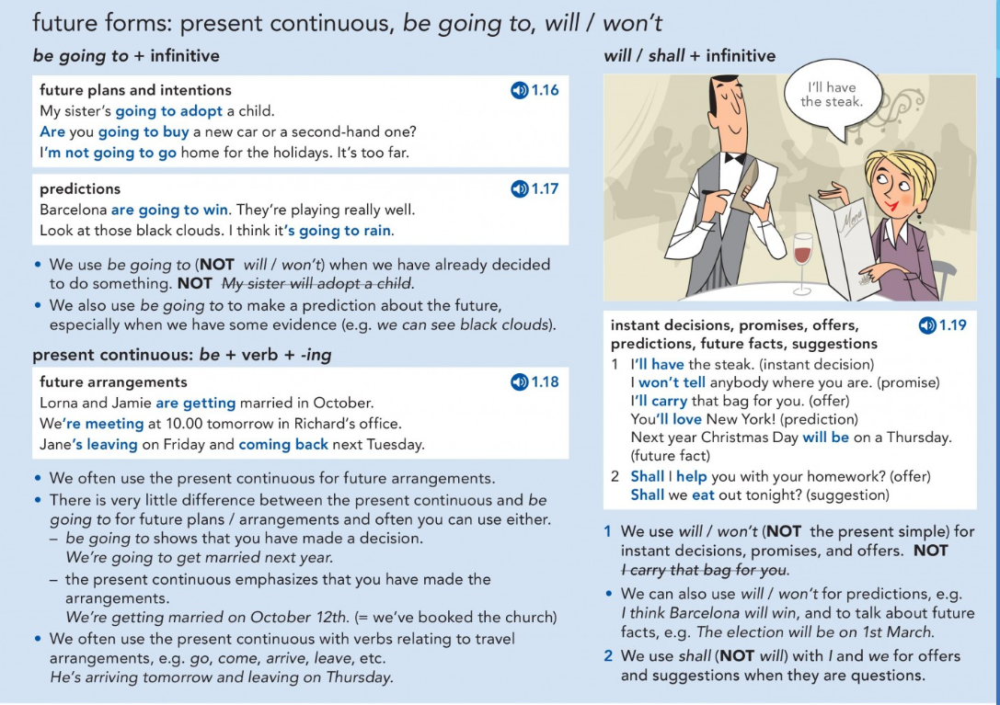 future forms: present continuous, be going to, will / won't
be going to + infinitive
future plans and intentions 1.16
My sister's going to adopt a child.
Are you going to buy a new car or a second-hand one?
I'm not going to go home for the holidays. It's too far.
predictions 1.17
Barcelona are going to win. They're playing really well.
Look at those black clouds. I think it's going to rain.
• We use be going to (NOT will / won't) when we have already decided
to do something. NOT My sister will adopt a child.
• We also use be going to to make a prediction about the future,
especially when we have some evidence (e.g. we can see black clouds).
present continuous: be + verb + -ing
future arrangements 1.18
Lorna and Jamie are getting married in October.
We're meeting at 10.00 tomorrow in Richard's office.
Jane's leaving on Friday and coming back next Tuesday.
• We often use the present continuous for future arrangements.
• There is very little difference between the present continuous and be
going to for future plans / arrangements and often you can use either.
– be going to shows that you have made a decision.
We're going to get married next year.
– the present continuous emphasizes that you have made the
arrangements.
We're getting married on October 12th. (= we've booked the church)
• We often use the present continuous with verbs relating to travel
arrangements, e.g. go, come, arrive, leave, etc.
He's arriving tomorrow and leaving on Thursday.
will / shall + infinitive
I'll have
the steak.
Menu
instant decisions, promises, offers, 1.19
predictions, future facts, suggestions
1 I'll have the steak. (instant decision)
I won't tell anybody where you are. (promise)
I'll carry that bag for you. (offer)
You'll love New York! (prediction)
Next year Christmas Day will be on a Thursday.
(future fact)
2 Shall I help you with your homework? (offer)
Shall we eat out tonight? (suggestion)
1 We use will / won't (NOT the present simple) for
instant decisions, promises, and offers. NOT
I carry that bag for you.
• We can also use will / won't for predictions, e.g.
I think Barcelona will win, and to talk about future
facts, e.g. The election will be on 1st March.
2 We use shall (NOT will) with I and we for offers
and suggestions when they are questions.